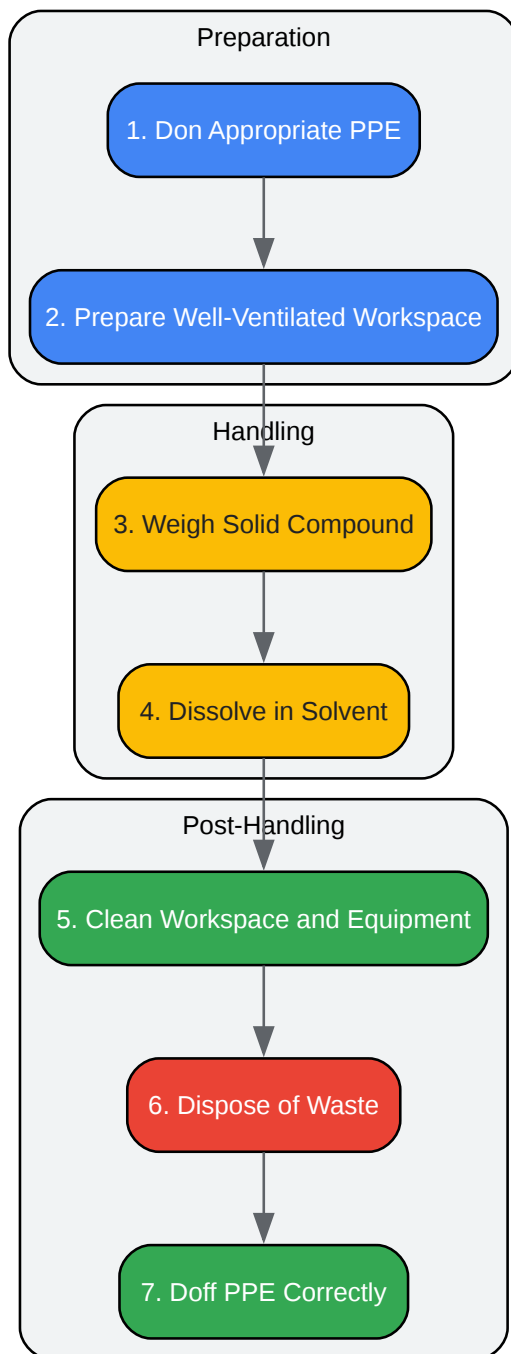 Preparation
1. Don Appropriate PPE
2. Prepare Well-Ventilated Workspace
Handling
3. Weigh Solid Compound
4. Dissolve in Solvent
Post-Handling
5. Clean Workspace and Equipment
6. Dispose of Waste
7. Doff PPE Correctly